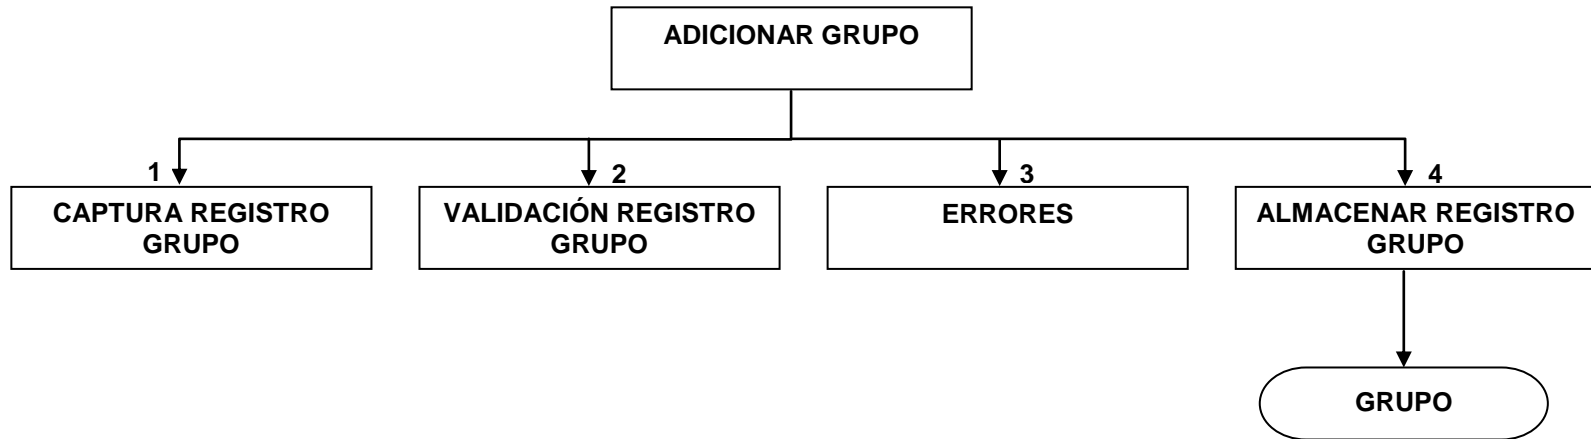 ADICIONAR GRUPO
1
2
3
4
CAPTURA REGISTRO
GRUPO
VALIDACIÓN REGISTRO
GRUPO
ERRORES
ALMACENAR REGISTRO
GRUPO
GRUPO